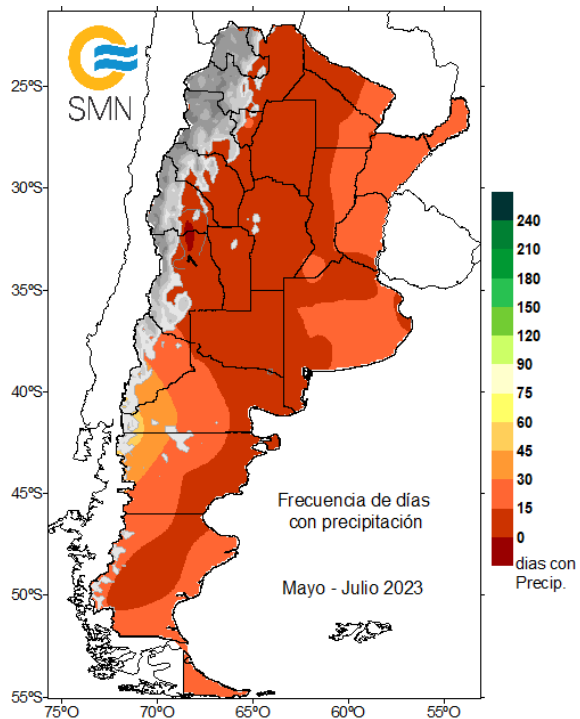 SMN
25ºS
30ºS
35ºS
40ºS
45ºS
50ºS
55ºS
75ºO
70ºO
65ºO
60ºO
55ºO
Frecuencia de días
con precipitación
Mayo - Julio 2023
240
210
180
150
120
90
75
60
45
30
15
0
dias con
Precip.